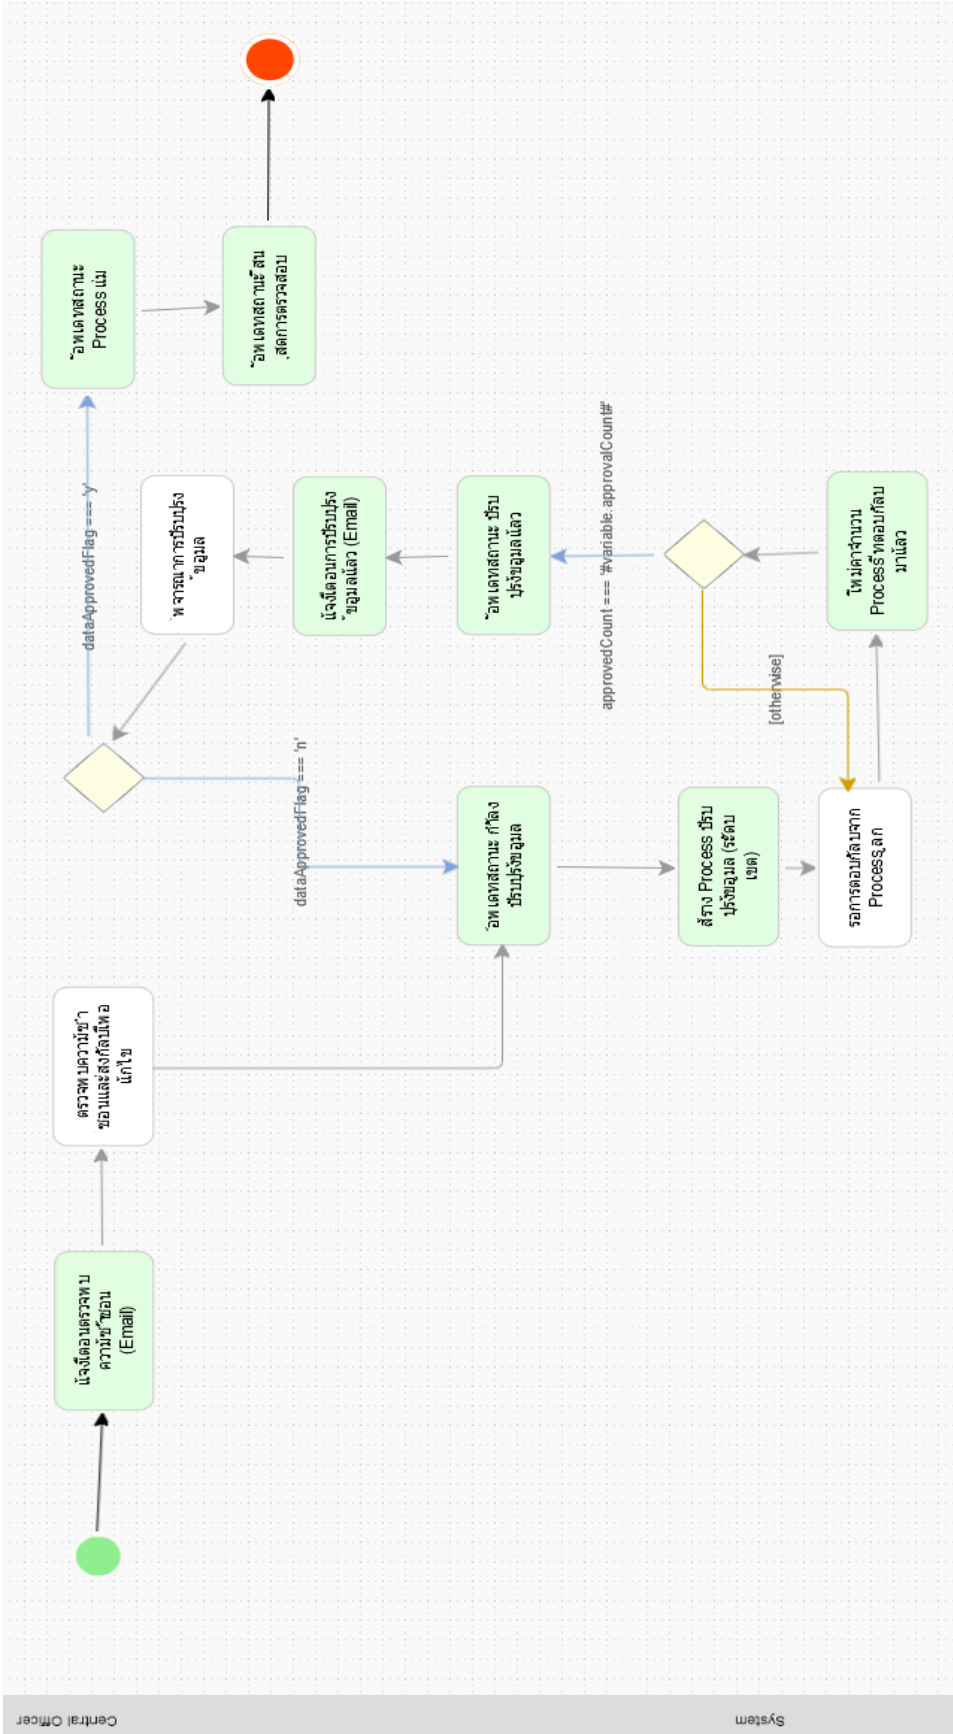 Central Officer
System
แจ้งเตือนตรวจพบ
ความซ้ำซ้อน
(Email)
ตรวจพบความซ้ำ
ซ้อนและส่งกลับเพื่อ
แก้ไข
อัพเดทสถานะ กำลัง
ปรับปรุงข้อมูล
สร้าง Process ปรับ
ปรุงข้อมูล (ระดับ
เขต)
รอการตอบกลับจาก
Process ลูก
โหมดค่าจำนวน
Process ที่ตอบกลับ
มาแล้ว
[otherwise]
approvedCount === '#variable.approvalCount#'
อัพเดทสถานะ ปรับ
ปรุงข้อมูลแล้ว
แจ้งเตือนการปรับปรุง
ข้อมูลแล้ว (Email)
พิจารณาการปรับปรุง
ข้อมูล
dataApprovedFlag === 'n'
dataApprovedFlag === 'y'
อัพเดทสถานะ
Process แม่
อัพเดทสถานะ สิ้น
สุดการตรวจสอบ